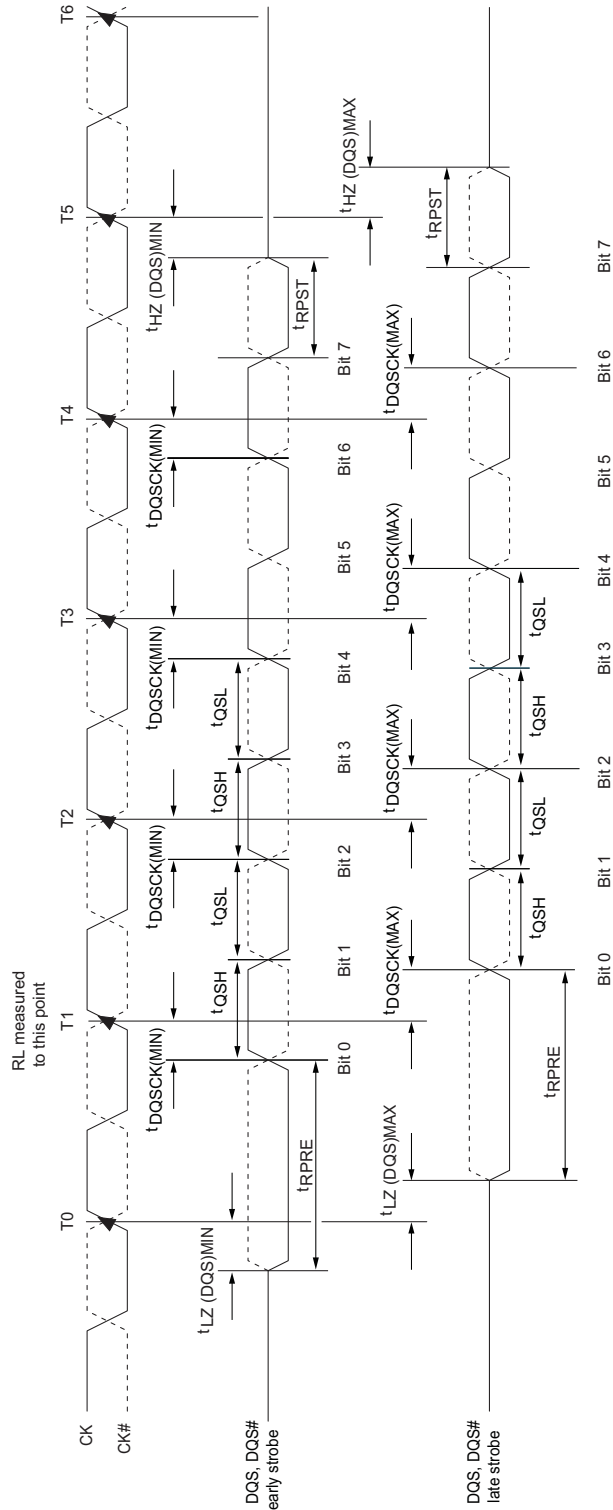 RL measured
to this point
T0
T1
T2
T3
T4
T5
T6
CK
CK#
tLZ (DQS)MIN
tDQSCK(MIN)
tDQSCK(MIN)
tDQSCK(MIN)
tDQSCK(MIN)
tHZ (DQS)MIN
DQS, DQS#
early strobe
tRPRE
tQSH
tQSL
tQSH
tQSL
tRPST
Bit 0
Bit 1
Bit 2
Bit 3
Bit 4
Bit 5
Bit 6
Bit 7
tLZ (DQS)MAX
tDQSCK(MAX)
tDQSCK(MAX)
tDQSCK(MAX)
tDQSCK(MAX)
tHZ (DQS)MAX
DQS, DQS#
late strobe
tRPRE
tQSH
tQSL
tQSH
tQSL
tRPST
Bit 0
Bit 1
Bit 2
Bit 3
Bit 4
Bit 5
Bit 6
Bit 7